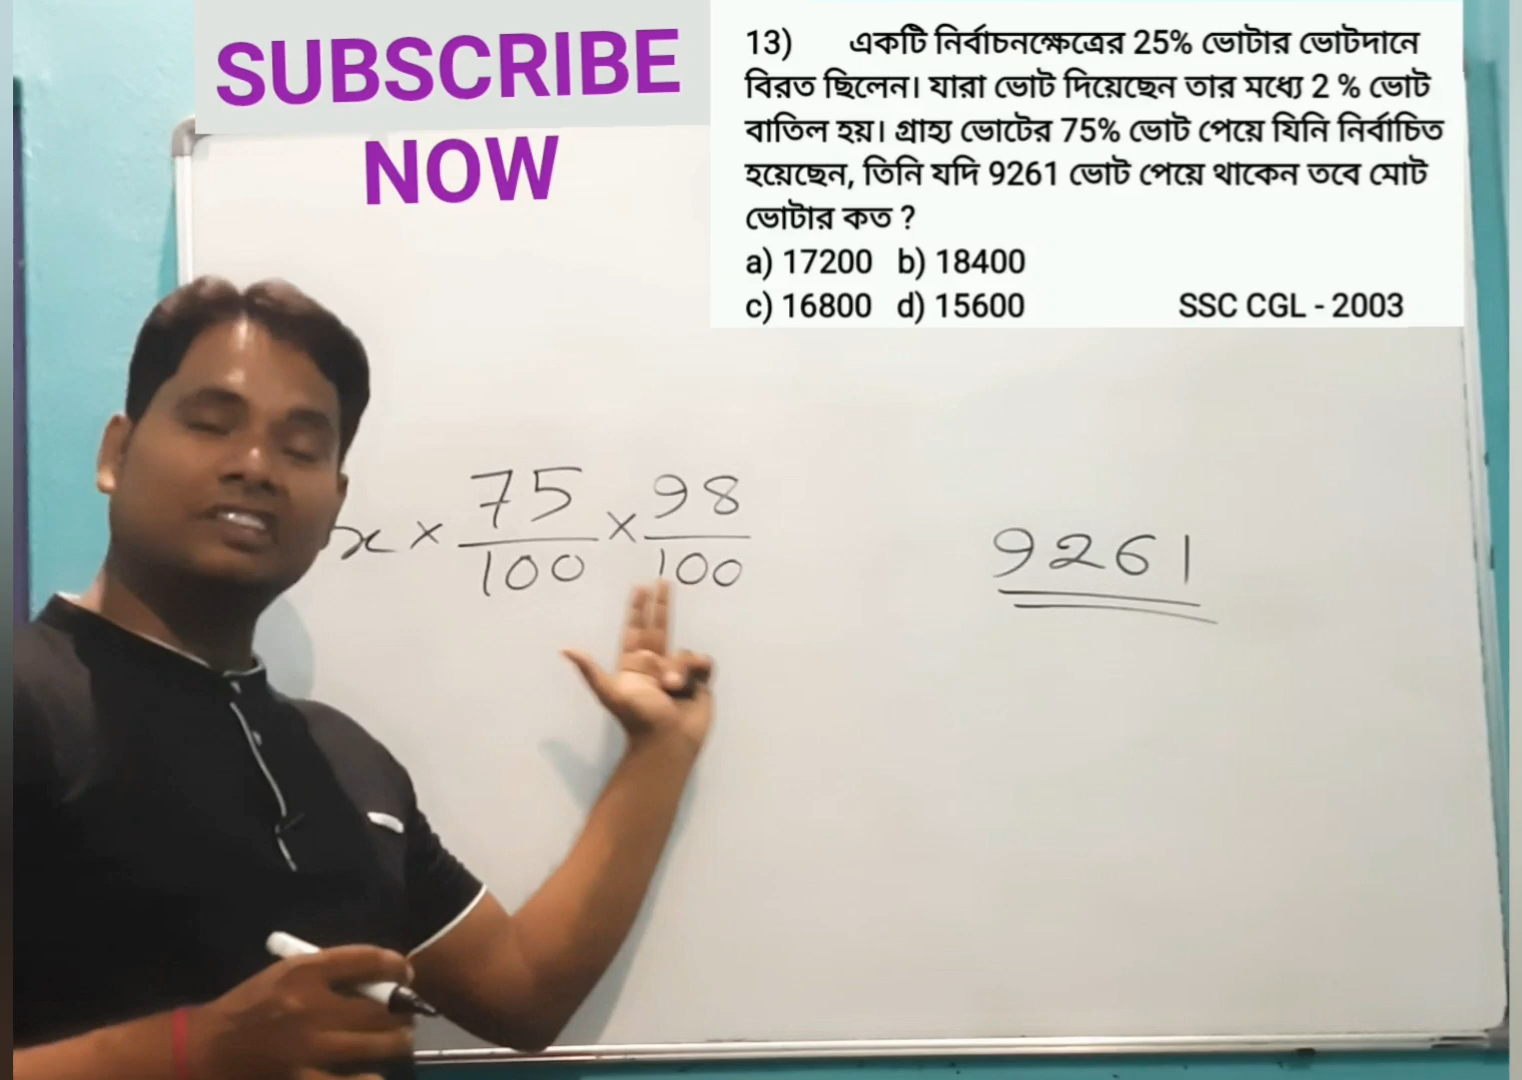 SUBSCRIBE
NOW
13) একটি নির্বাচনক্ষেত্রের 25% ভোটার ভোটদানে
বিরত ছিলেন। যারা ভোট দিয়েছেন তার মধ্যে 2 % ভোট
বাতিল হয়। গ্রাহ্য ভোটের 75% ভোট পেয়ে যিনি নির্বাচিত
হয়েছেন, তিনি যদি 9261 ভোট পেয়ে থাকেন তবে মোট
ভোটার কত ?
a) 17200 b) 18400
c) 16800 d) 15600 SSC CGL - 2003
x × 75/100 × 98/100 9261